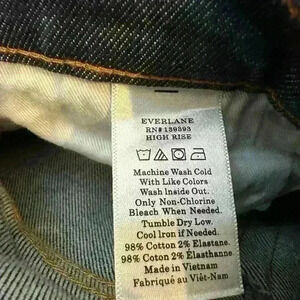 EVERLANE
RN# 139393
HIGH RISE
Machine Wash Cold
With Like Colors
Wash Inside Out.
Only Non-Chlorine
Bleach When Needed.
Tumble Dry Low.
Cool Iron if Needed.
98% Cotton 2% Elastane.
98% Coton 2% Élasthanne.
Made in Vietnam
Fabriqué au Viêt-Nam